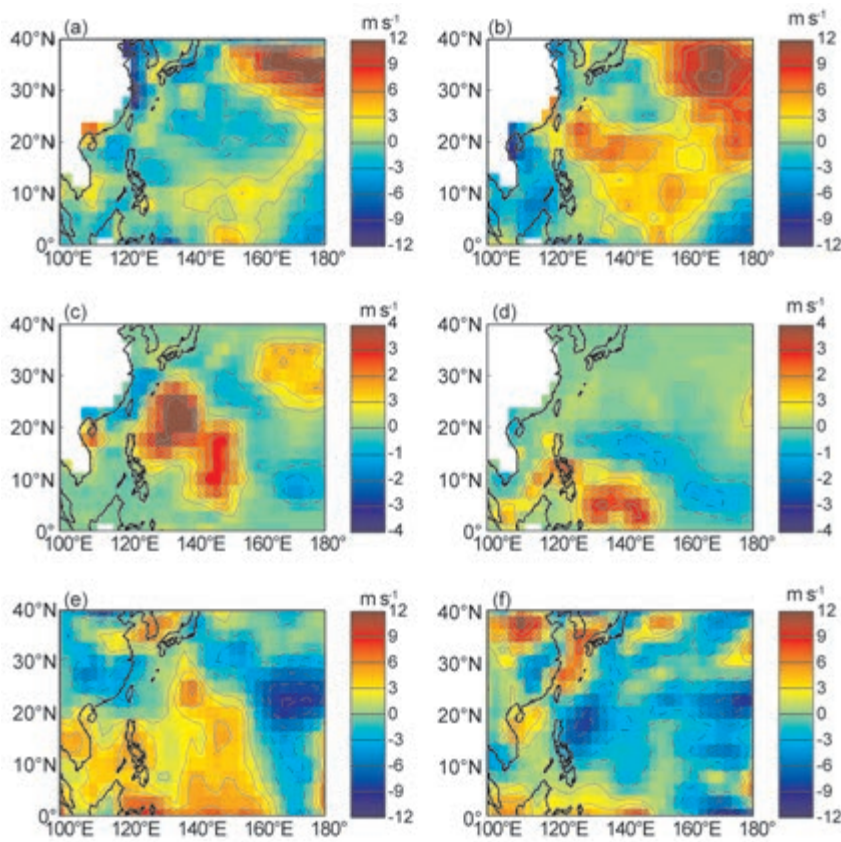 (a) m s-1 (b) m s-1
40°N 12 40°N 12
9 9
30°N 6 30°N 6
3 3
20°N 0 20°N 0
-3 -3
10°N -6 10°N -6
-9 -9
0° -12 0° -12
100°E 120°E 140°E 160°E 180° 100°E 120°E 140°E 160°E 180°
(c) m s-1 (d) m s-1
40°N 4 40°N 4
3 3
30°N 2 30°N 3
1 1
20°N 0 20°N 0
-1 -1
10°N -2 10°N -2
-3 -3
0° -4 0° -4
100°E 120°E 140°E 160°E 180° 100°E 120°E 140°E 160°E 180°
(e) m s-1 (f) m s-1
40°N 12 40°N 12
9 9
30°N 6 30°N 6
3 3
20°N 0 20°N 0
-3 -3
10°N -6 10°N -6
-9 -9
0° -12 0° -12
100°E 120°E 140°E 160°E 180° 100°E 120°E 140°E 160°E 180°